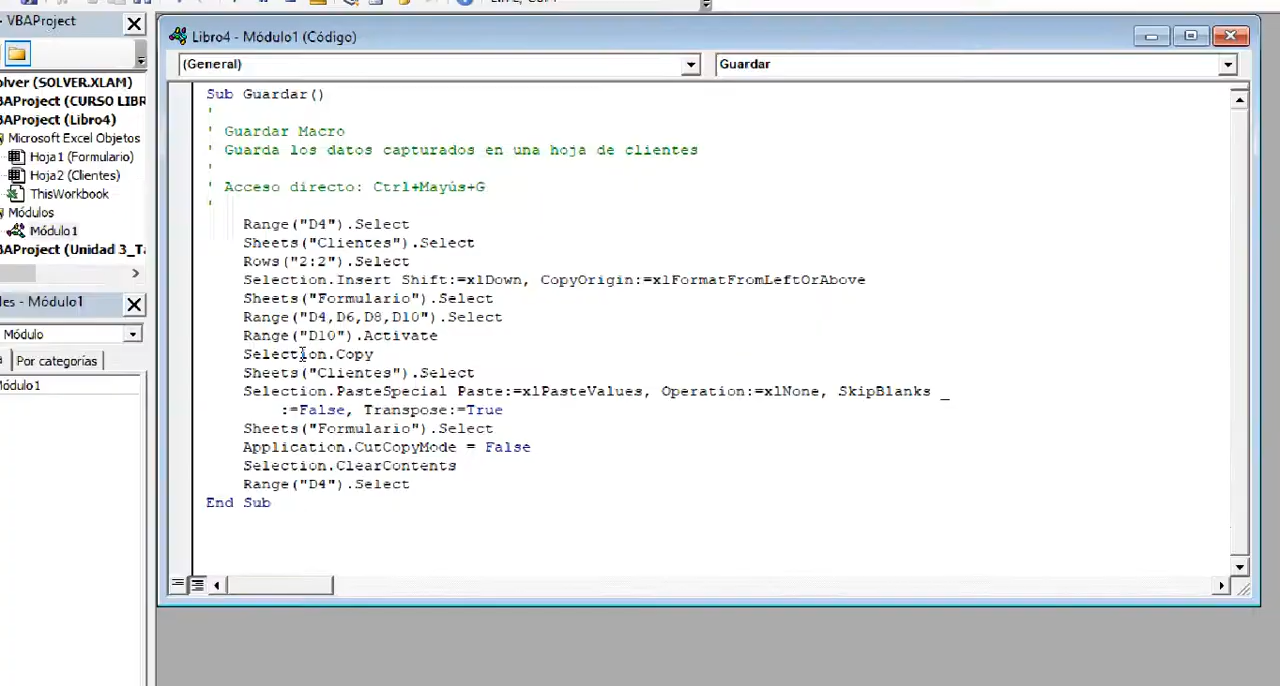 - VBAProject
Libro4 - Módulo1 (Código)
(General)
Guardar
olver (SOLVER.XLAM)
BAProject (CURSO LIBR
BAProject (Libro4)
Microsoft Excel Objetos
Hoja1 (Formulario)
Hoja2 (Clientes)
ThisWorkbook
Módulos
Módulo1
BAProject (Unidad 3_Ta
des - Módulo1
Módulo
Por categorías
Módulo1
Sub Guardar()
'
' Guardar Macro
' Guarda los datos capturados en una hoja de clientes
'
' Acceso directo: Ctrl+Mayús+G
'
Range("D4").Select
Sheets("Clientes").Select
Rows("2:2").Select
Selection.Insert Shift:=xlDown, CopyOrigin:=xlFormatFromLeftOrAbove
Sheets("Formulario").Select
Range("D4,D6,D8,D10").Select
Range("D10").Activate
Selection.Copy
Sheets("Clientes").Select
Selection.PasteSpecial Paste:=xlPasteValues, Operation:=xlNone, SkipBlanks _
:=False, Transpose:=True
Sheets("Formulario").Select
Application.CutCopyMode = False
Selection.ClearContents
Range("D4").Select
End Sub